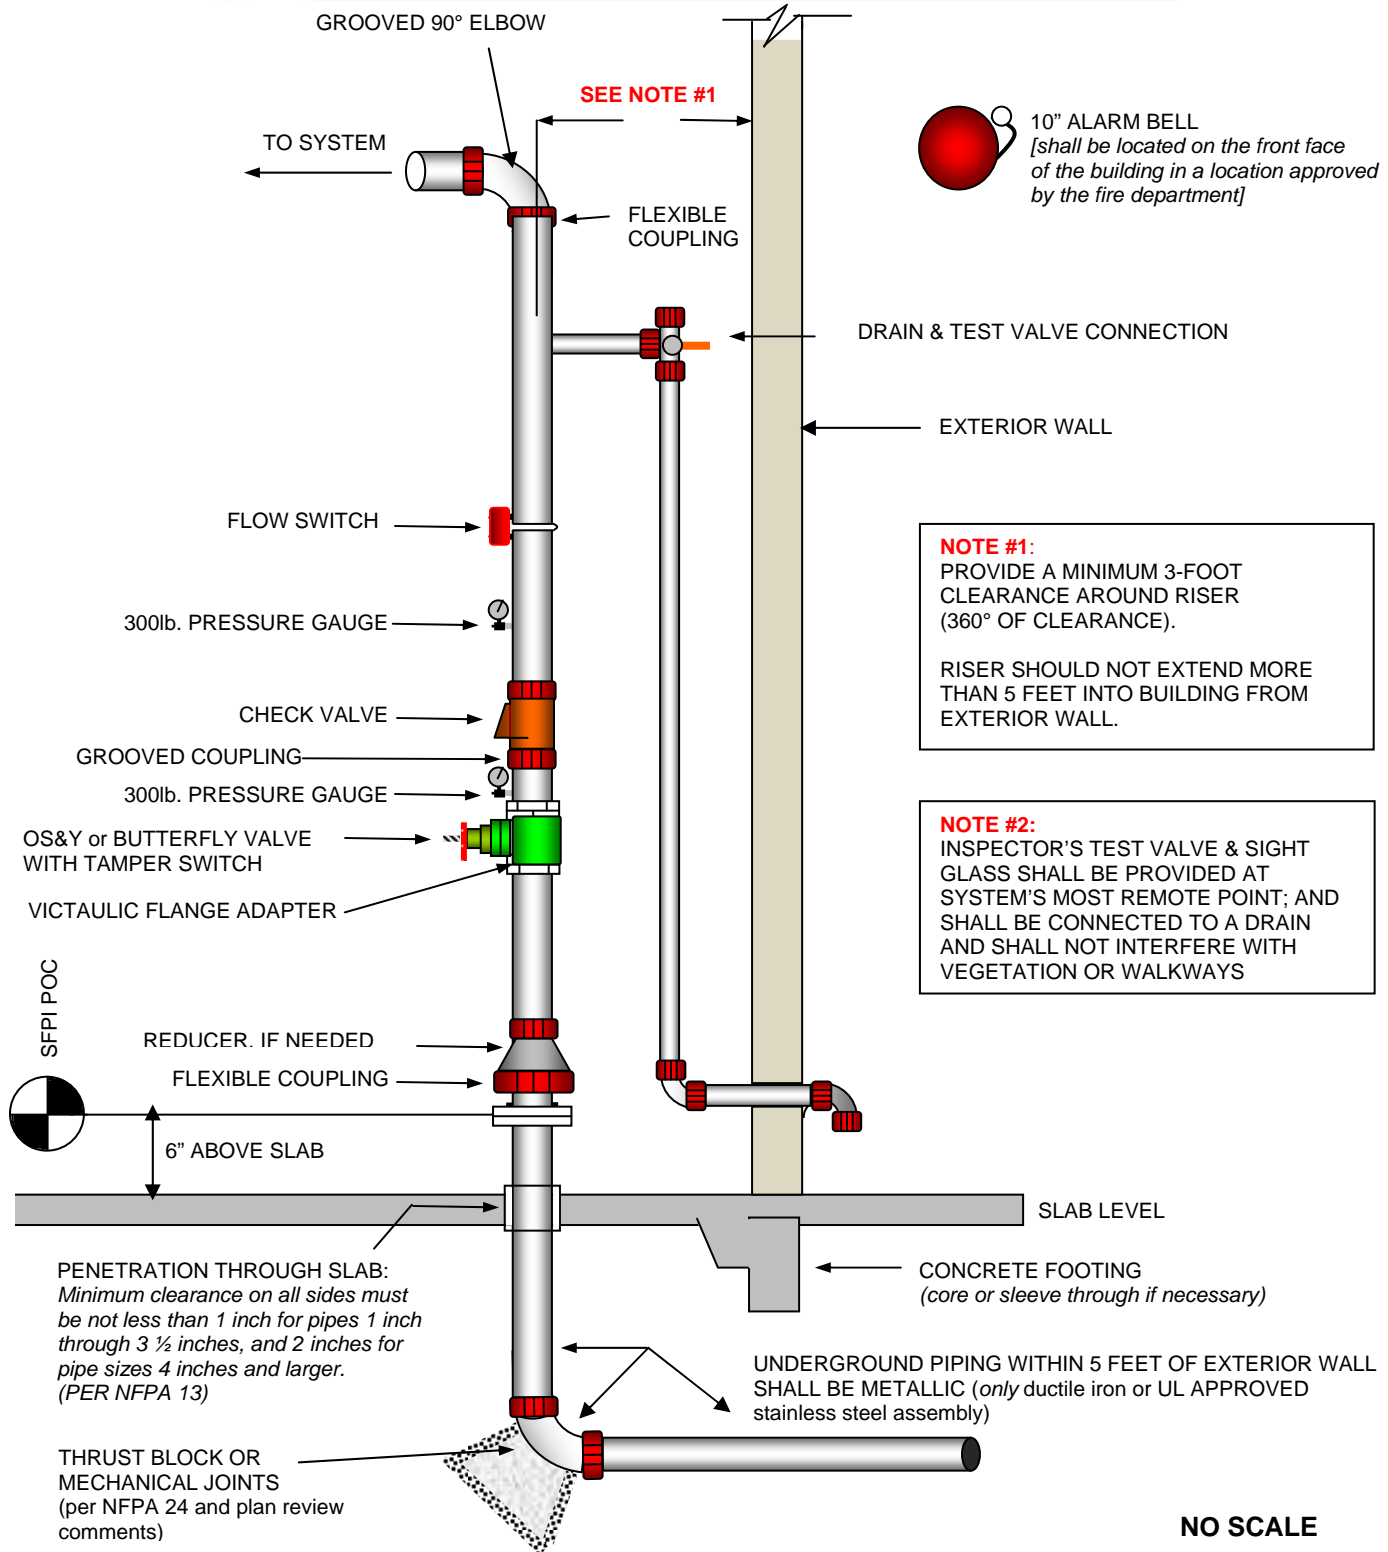 GROOVED 90° ELBOW
SEE NOTE #1
TO SYSTEM
10” ALARM BELL
[shall be located on the front face
of the building in a location approved
by the fire department]
FLEXIBLE
COUPLING
DRAIN & TEST VALVE CONNECTION
EXTERIOR WALL
FLOW SWITCH
300lb. PRESSURE GAUGE
CHECK VALVE
GROOVED COUPLING
300lb. PRESSURE GAUGE
OS&Y or BUTTERFLY VALVE
WITH TAMPER SWITCH
VICTAULIC FLANGE ADAPTER
NOTE #1:
PROVIDE A MINIMUM 3-FOOT
CLEARANCE AROUND RISER
(360° OF CLEARANCE).
RISER SHOULD NOT EXTEND MORE
THAN 5 FEET INTO BUILDING FROM
EXTERIOR WALL.
NOTE #2:
INSPECTOR’S TEST VALVE & SIGHT
GLASS SHALL BE PROVIDED AT
SYSTEM’S MOST REMOTE POINT; AND
SHALL BE CONNECTED TO A DRAIN
AND SHALL NOT INTERFERE WITH
VEGETATION OR WALKWAYS
SFPI POC
REDUCER, IF NEEDED
FLEXIBLE COUPLING
6” ABOVE SLAB
SLAB LEVEL
PENETRATION THROUGH SLAB:
Minimum clearance on all sides must
be not less than 1 inch for pipes 1 inch
through 3 ½ inches, and 2 inches for
pipe sizes 4 inches and larger.
(PER NFPA 13)
CONCRETE FOOTING
(core or sleeve through if necessary)
UNDERGROUND PIPING WITHIN 5 FEET OF EXTERIOR WALL
SHALL BE METALLIC (only ductile iron or UL APPROVED
stainless steel assembly)
THRUST BLOCK OR
MECHANICAL JOINTS
(per NFPA 24 and plan review
comments)
NO SCALE